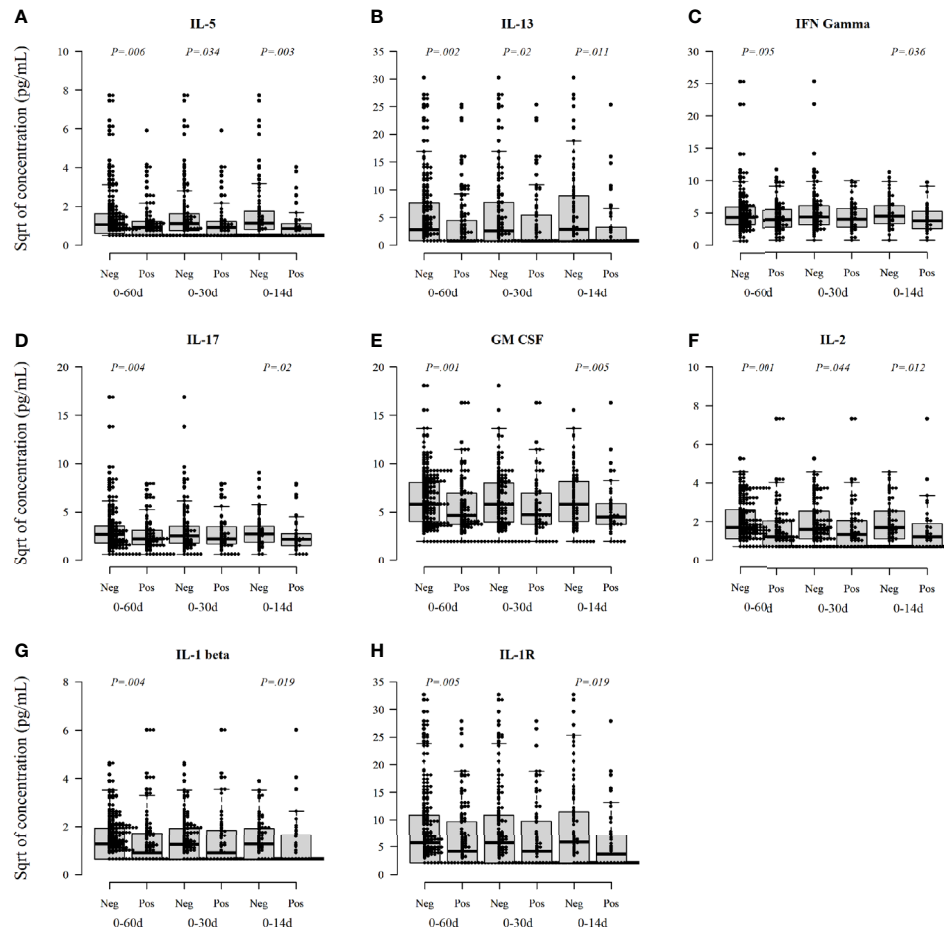 A
IL-5
Sqrt of concentration (pg/mL)
10
8
6
4
2
0
P=.006
P=.034
P=.003
Neg Pos Neg Pos Neg Pos
0-60d 0-30d 0-14d
B
IL-13
35
30
25
20
15
10
5
0
P=.002
P=.02
P=.011
Neg Pos Neg Pos Neg Pos
0-60d 0-30d 0-14d
C
IFN Gamma
30
25
20
15
10
5
0
P=.005
P=.036
Neg Pos Neg Pos Neg Pos
0-60d 0-30d 0-14d
D
IL-17
Sqrt of concentration (pg/mL)
20
15
10
5
0
P=.004
P=.02
Neg Pos Neg Pos Neg Pos
0-60d 0-30d 0-14d
E
GM CSF
20
15
10
5
0
P=.001
P=.005
Neg Pos Neg Pos Neg Pos
0-60d 0-30d 0-14d
F
IL-2
10
8
6
4
2
0
P=.001
P=.044
P=.012
Neg Pos Neg Pos Neg Pos
0-60d 0-30d 0-14d
G
IL-1 beta
Sqrt of concentration (pg/mL)
8
6
4
2
0
P=.004
P=.019
Neg Pos Neg Pos Neg Pos
0-60d 0-30d 0-14d
H
IL-1R
35
30
25
20
15
10
5
0
P=.005
P=.019
Neg Pos Neg Pos Neg Pos
0-60d 0-30d 0-14d